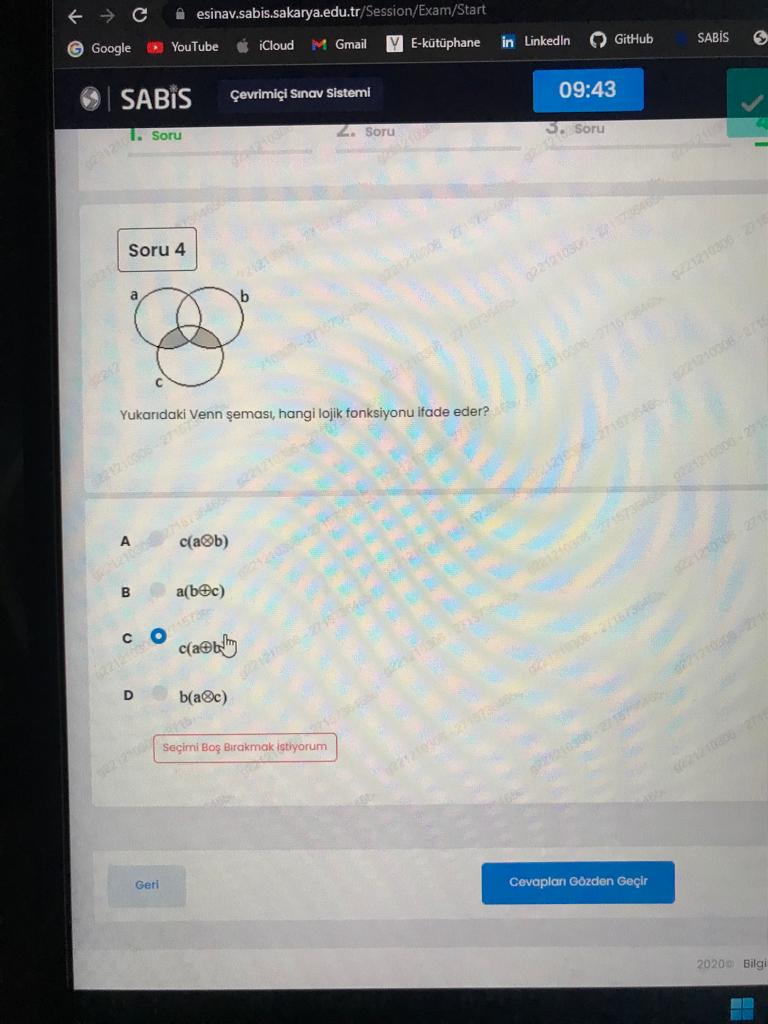 esinav.sabis.sakarya.edu.tr/Session/Exam/Start
Google YouTube iCloud Gmail E-kütüphane LinkedIn GitHub SABİS
SABİS Çevrimiçi Sınav Sistemi 09:43
1. Soru 2. Soru 3. Soru
Soru 4
a b
c
Yukarıdaki Venn şeması, hangi lojik fonksiyonu ifade eder?
A c(a⊗b)
B a(b⊕c)
C c(a⊕b
D b(a⊗c)
Seçimi Boş Bırakmak İstiyorum
Geri Cevapları Gözden Geçir
2020© Bilgi